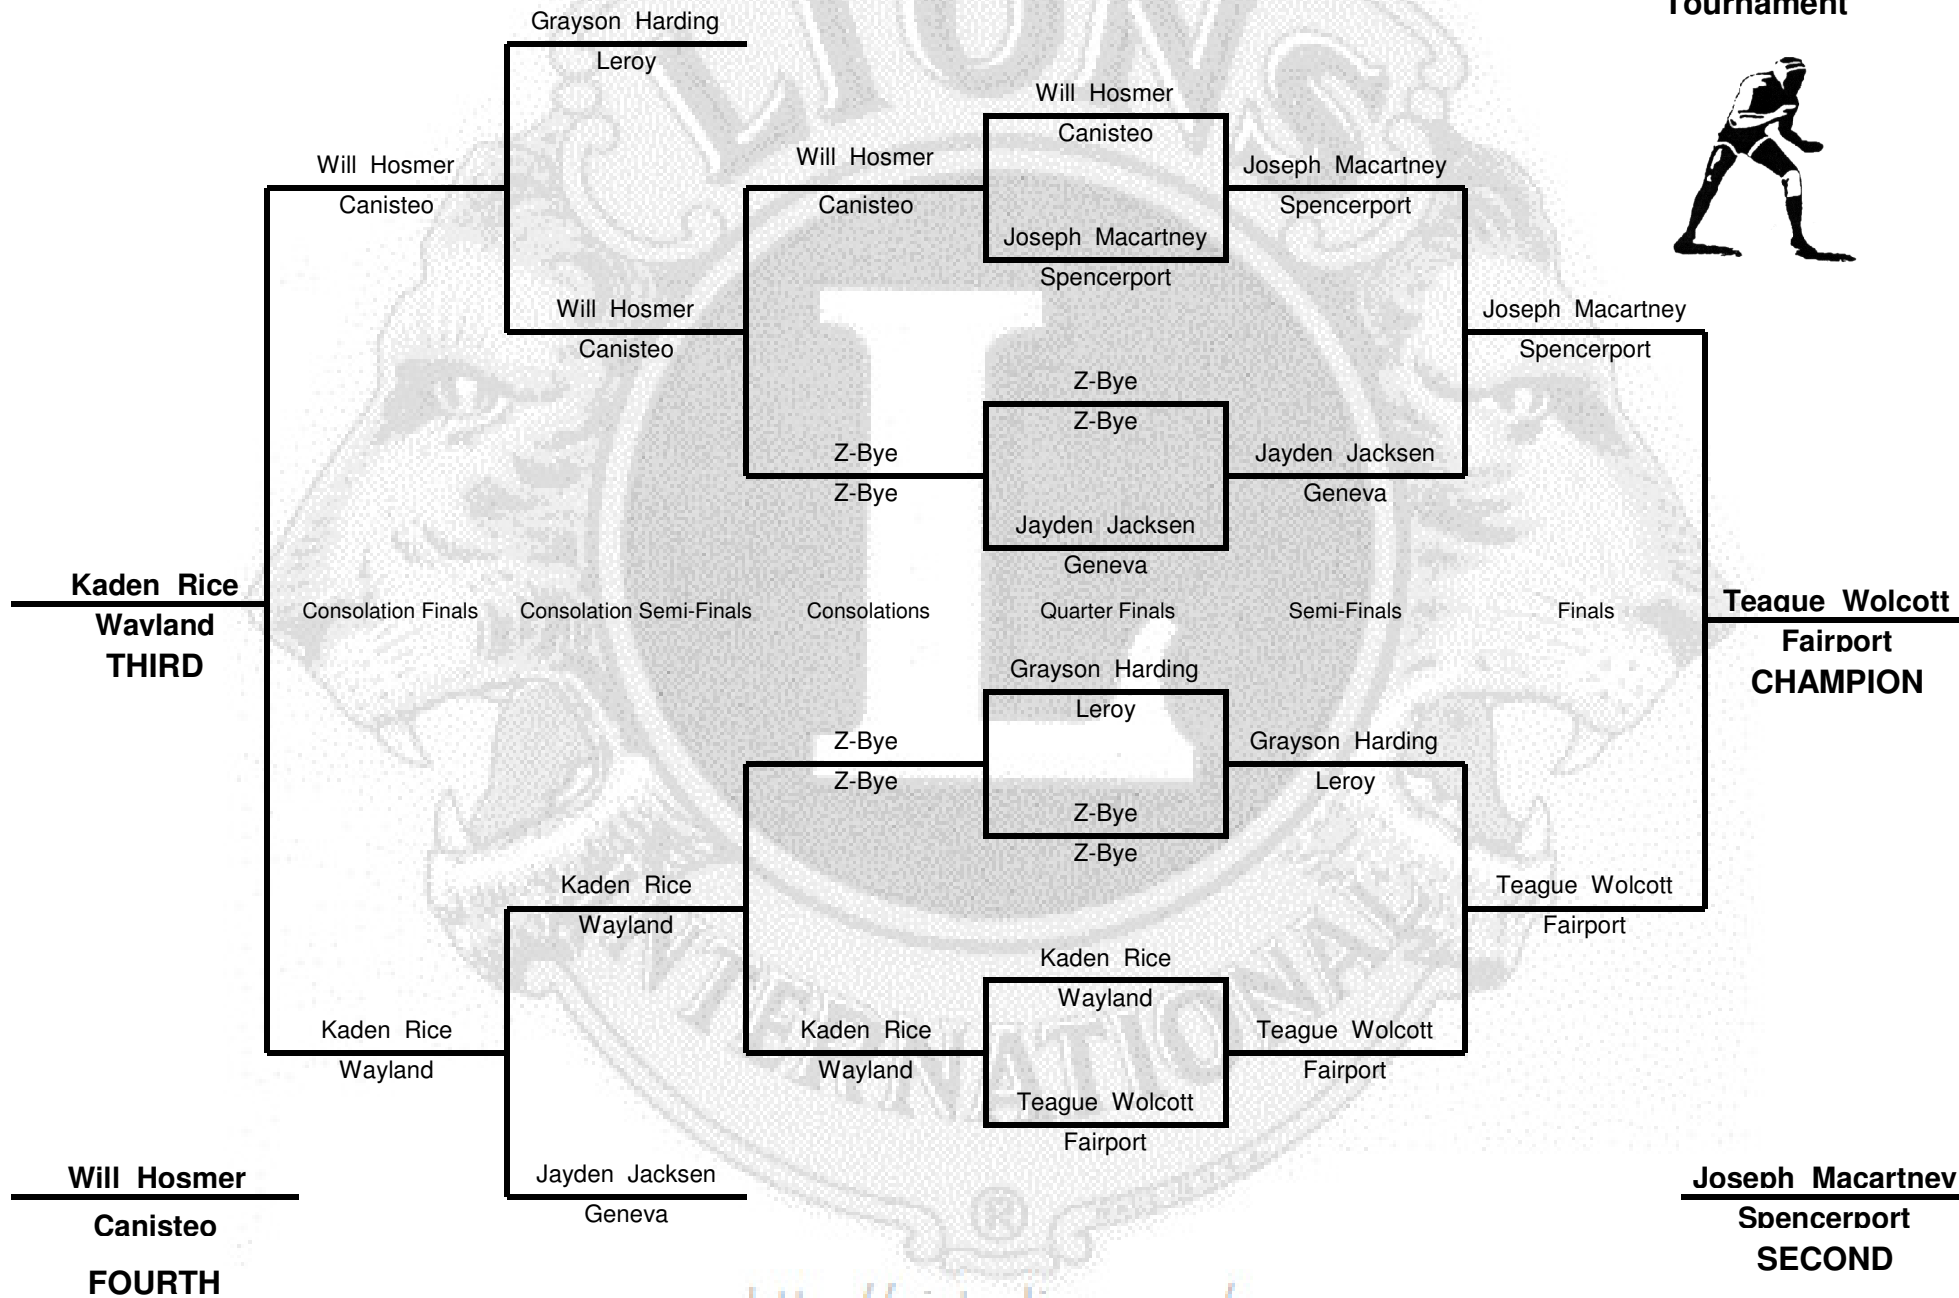 Tournament
LIONS
Grayson Harding
Leroy
Will Hosmer
Canisteo
Will Hosmer
Canisteo
Will Hosmer
Canisteo
Joseph Macartney
Spencerport
Joseph Macartney
Spencerport
Will Hosmer
Canisteo
Joseph Macartney
Spencerport
Z-Bye
Z-Bye
Z-Bye
Z-Bye
Jayden Jacksen
Geneva
Jayden Jacksen
Geneva
L
Kaden Rice
Wayland
THIRD
Consolation Finals Consolation Semi-Finals Consolations Quarter Finals Semi-Finals Finals
Teague Wolcott
Fairport
CHAMPION
Grayson Harding
Leroy
Z-Bye
Z-Bye
Grayson Harding
Leroy
Z-Bye
Z-Bye
Kaden Rice
Wayland
Teague Wolcott
Fairport
Kaden Rice
Wayland
Kaden Rice
Wayland
Kaden Rice
Wayland
Teague Wolcott
Fairport
Teague Wolcott
Fairport
INTERNATIONAL
Jayden Jacksen
Geneva
®
Will Hosmer
Canisteo
FOURTH
Joseph Macartney
Spencerport
SECOND